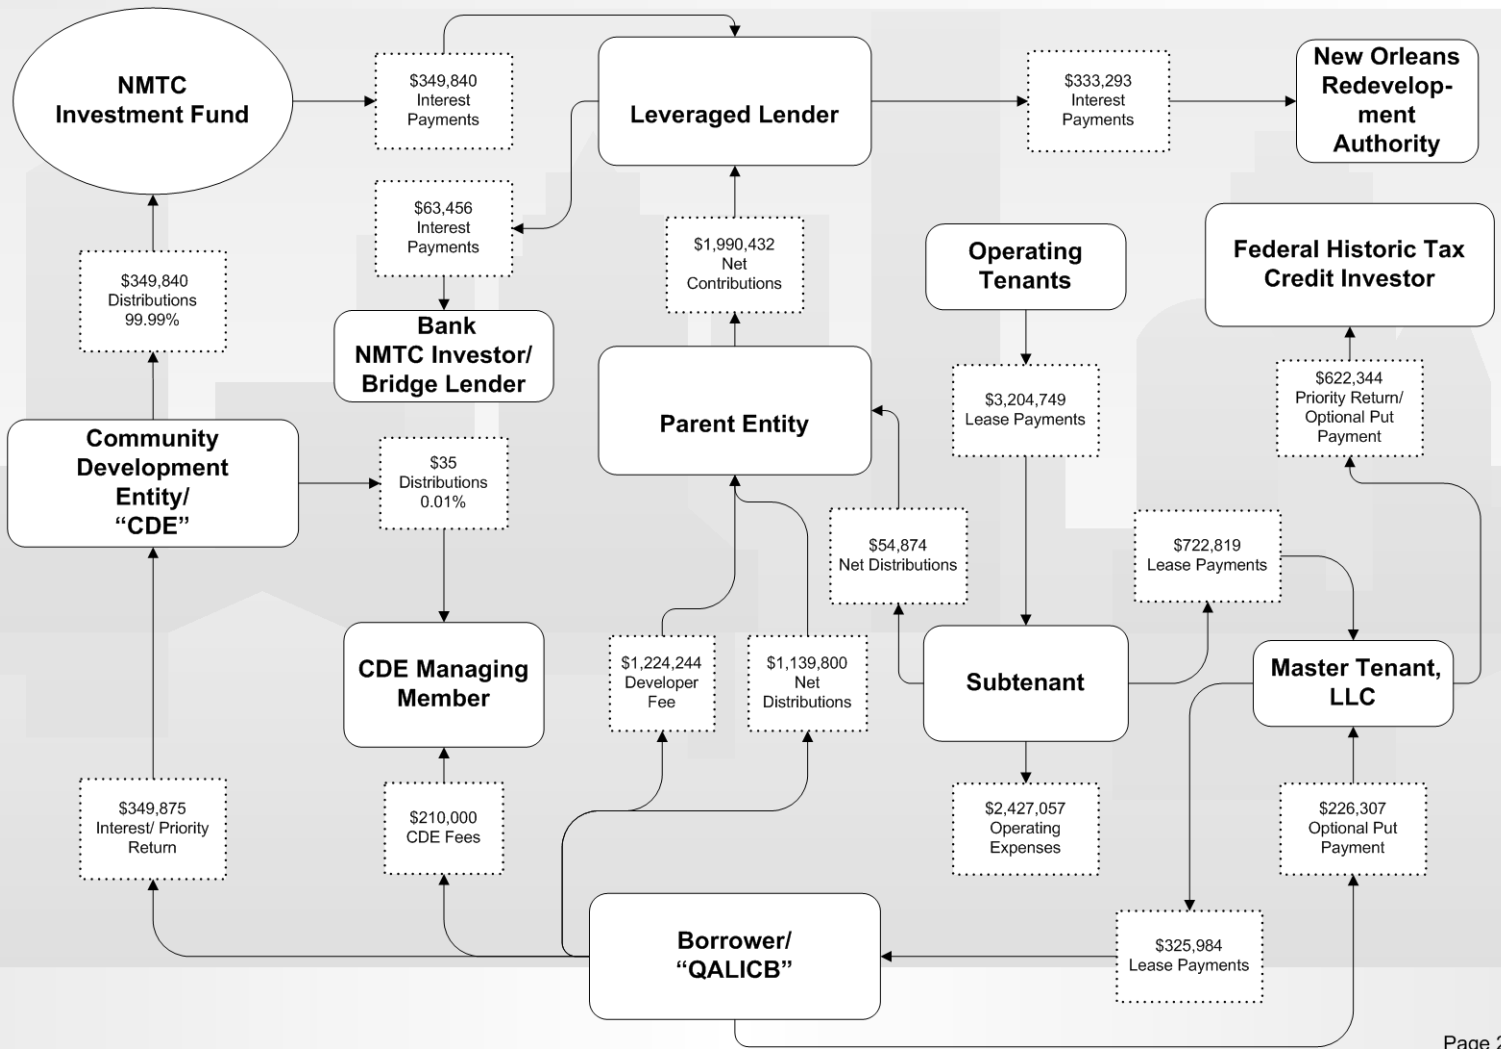 NMTC
Investment Fund
$349,840
Interest
Payments
Leveraged Lender
$333,293
Interest
Payments
New Orleans
Redevelop-
ment
Authority
$63,456
Interest
Payments
$1,990,432
Net
Contributions
Operating
Tenants
Federal Historic Tax
Credit Investor
$349,840
Distributions
99.99%
Bank
NMTC Investor/
Bridge Lender
Parent Entity
$3,204,749
Lease Payments
$622,344
Priority Return/
Optional Put
Payment
Community
Development
Entity/
“CDE”
$35
Distributions
0.01%
$54,874
Net Distributions
$722,819
Lease Payments
CDE Managing
Member
$1,224,244
Developer
Fee
$1,139,800
Net
Distributions
Subtenant
Master Tenant,
LLC
$349,875
Interest/ Priority
Return
$210,000
CDE Fees
$2,427,057
Operating
Expenses
$226,307
Optional Put
Payment
Borrower/
“QALICB”
$325,984
Lease Payments
Page 2